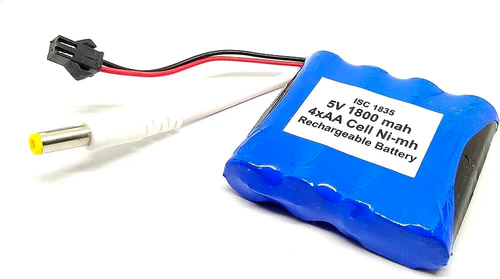 ISC 1835
5V 1800 mah
4xAA Cell Ni-mh
Rechargeable Battery